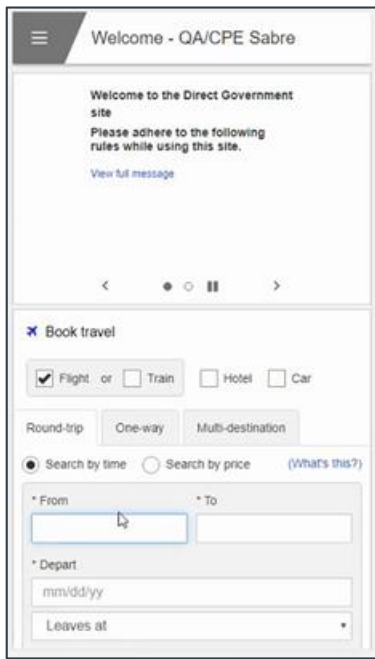 Welcome - QA/CPE Sabre
Welcome to the Direct Government
site
Please adhere to the following
rules while using this site.
View full message
Book travel
Flight or Train Hotel Car
Round-trip One-way Multi-destination
Search by time Search by price (What's this?)
* From * To
* Depart
mm/dd/yy
Leaves at